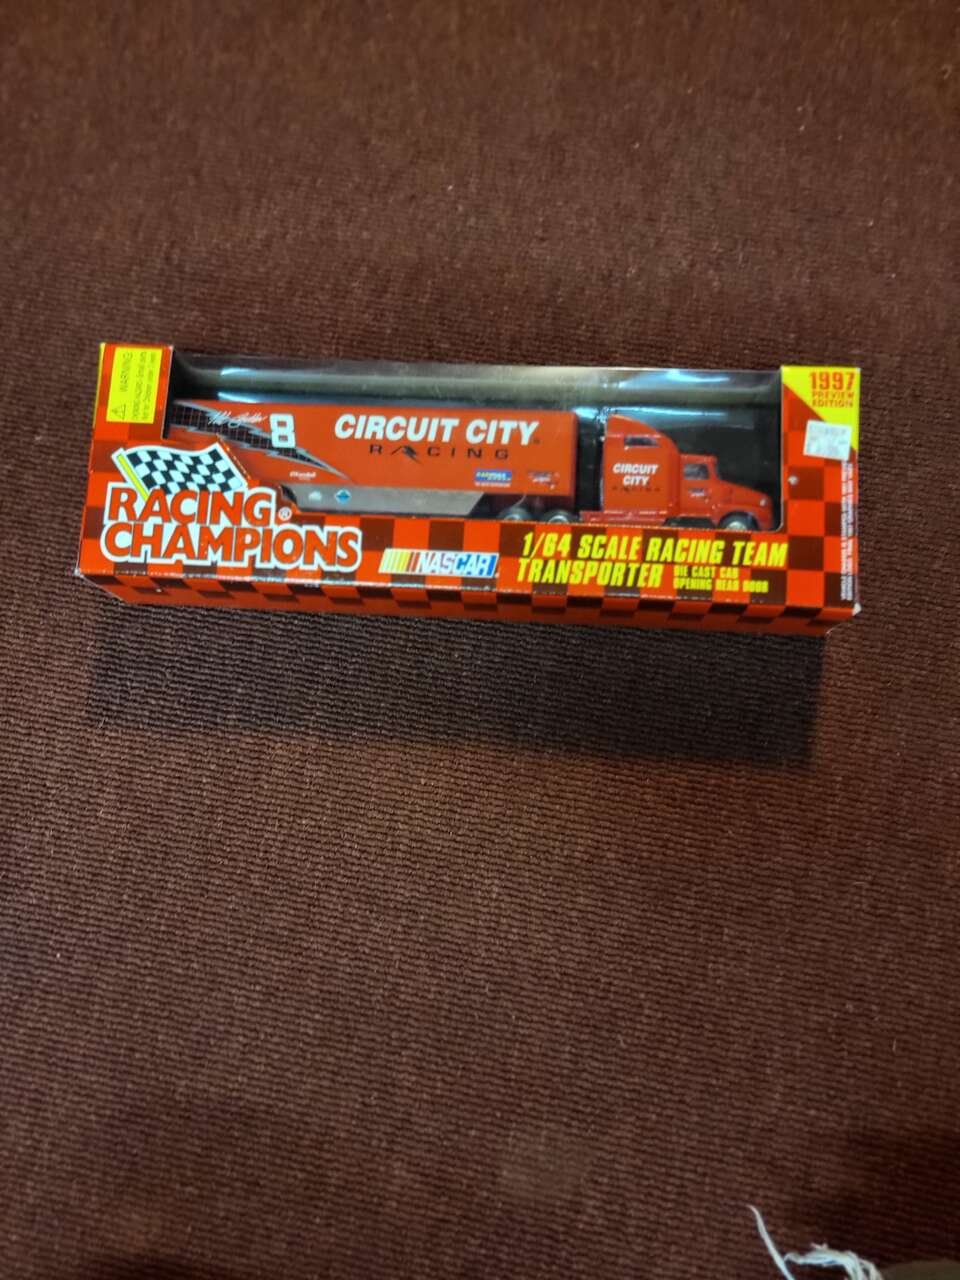 WARNING:
1997
PREVIEW
EDITION
8
CIRCUIT CITY
RACING
CIRCUIT
CITY
RACING
RACING
CHAMPIONS
®
NASCAR
1/64 SCALE RACING TEAM
TRANSPORTER
DIE CAST CAB
OPENING REAR DOOR